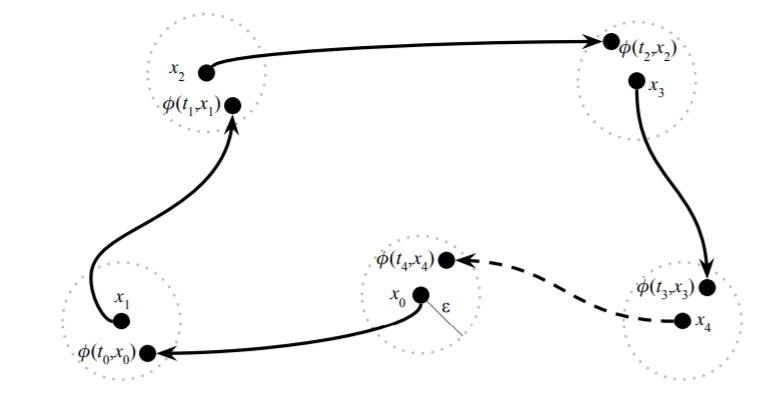 x₂
ϕ(t₂,x₂)
x₃
ϕ(t₁,x₁)
ϕ(t₄,x₄)
x₀
ε
ϕ(t₃,x₃)
x₄
x₁
ϕ(t₀,x₀)